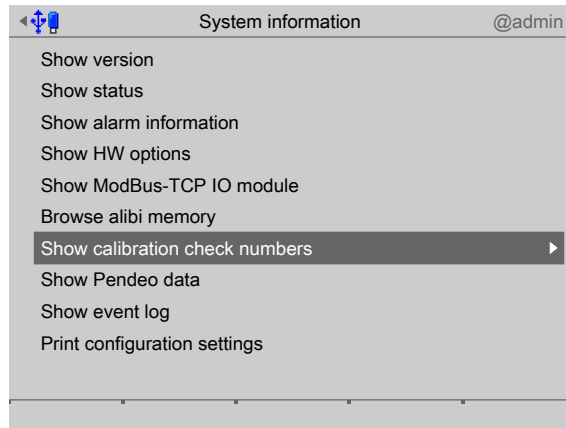 System information @admin
Show version
Show status
Show alarm information
Show HW options
Show ModBus-TCP IO module
Browse alibi memory
Show calibration check numbers
Show Pendeo data
Show event log
Print configuration settings